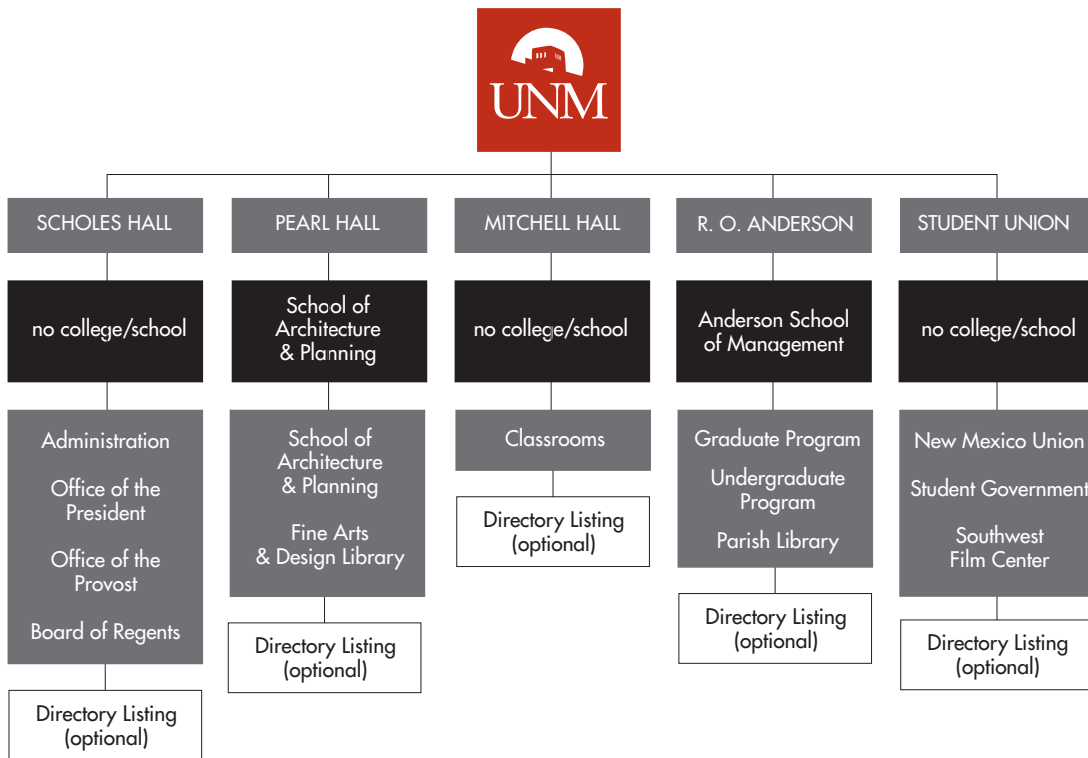 UNM
SCHOLES HALL
PEARL HALL
MITCHELL HALL
R. O. ANDERSON
STUDENT UNION
no college/school
School of
Architecture
& Planning
no college/school
Anderson School
of Management
no college/school
Administration
Office of the
President
Office of the
Provost
Board of Regents
School of
Architecture
& Planning
Fine Arts
& Design Library
Classrooms
Graduate Program
Undergraduate
Program
Parish Library
New Mexico Union
Student Government
Southwest
Film Center
Directory Listing
(optional)
Directory Listing
(optional)
Directory Listing
(optional)
Directory Listing
(optional)
Directory Listing
(optional)